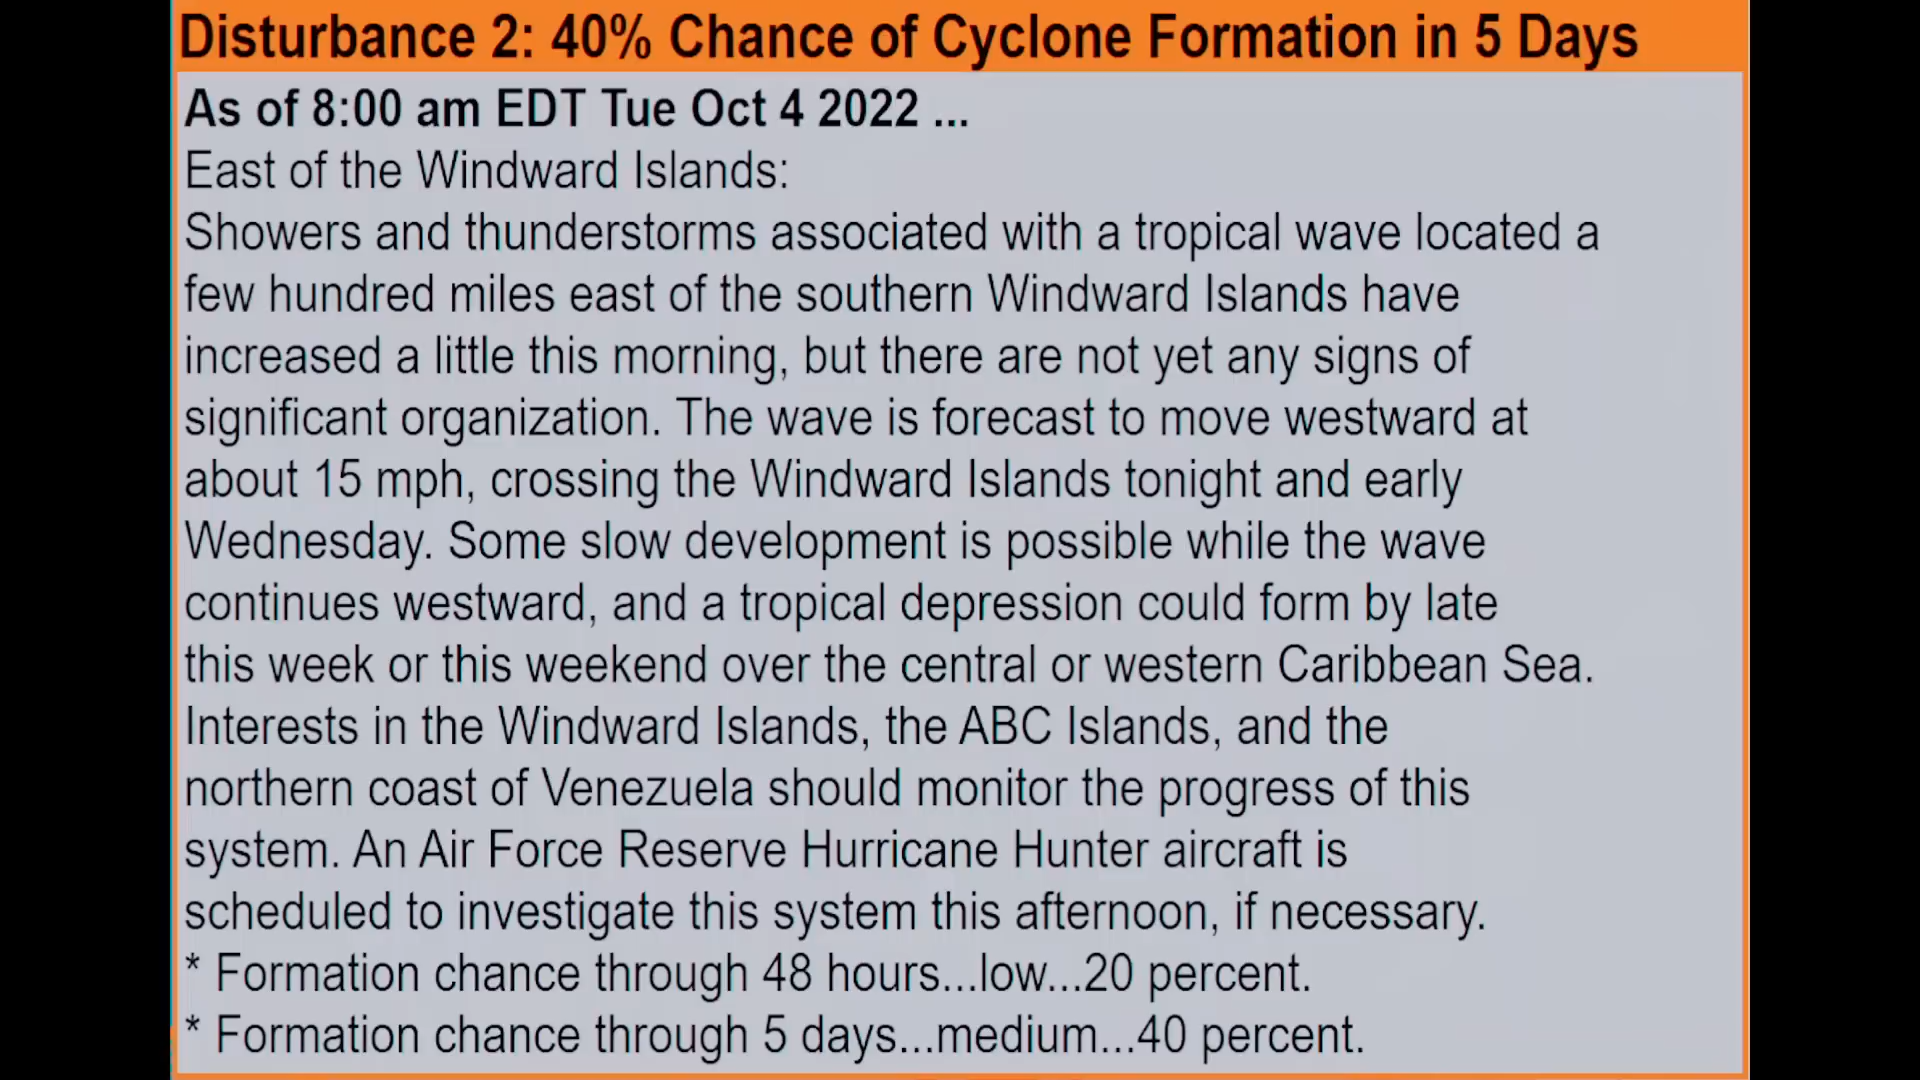 Disturbance 2: 40% Chance of Cyclone Formation in 5 Days
As of 8:00 am EDT Tue Oct 4 2022 ...
East of the Windward Islands:
Showers and thunderstorms associated with a tropical wave located a
few hundred miles east of the southern Windward Islands have
increased a little this morning, but there are not yet any signs of
significant organization. The wave is forecast to move westward at
about 15 mph, crossing the Windward Islands tonight and early
Wednesday. Some slow development is possible while the wave
continues westward, and a tropical depression could form by late
this week or this weekend over the central or western Caribbean Sea.
Interests in the Windward Islands, the ABC Islands, and the
northern coast of Venezuela should monitor the progress of this
system. An Air Force Reserve Hurricane Hunter aircraft is
scheduled to investigate this system this afternoon, if necessary.
* Formation chance through 48 hours...low...20 percent.
* Formation chance through 5 days...medium...40 percent.